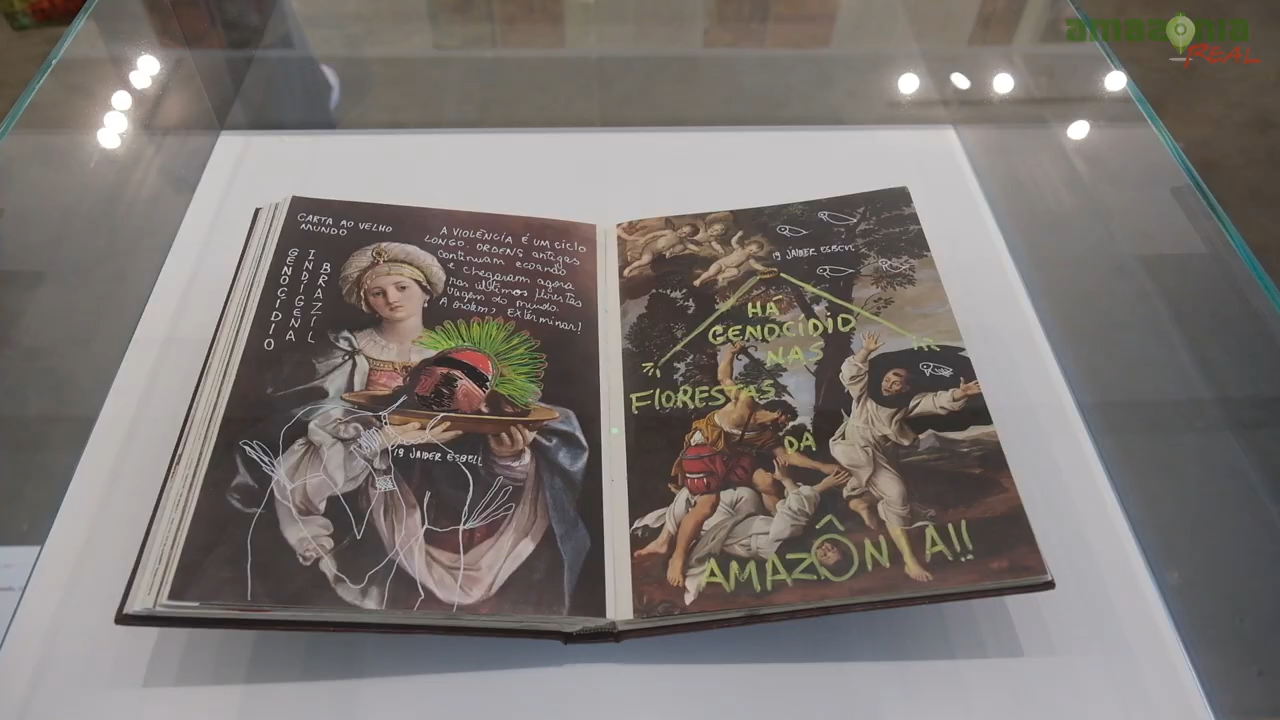 amazônia
REAL
CARTA AO VELHO
MUNDO
GENOCÍDIO
INDÍGENA
BRAZIL
A VIOLÊNCIA É UM CICLO
LONGO. ORDENS ANTIGAS
CONTINUAM ECOANDO
E CHEGARAM AGORA
NAS ÚLTIMAS FLORESTAS
VIAGEM DO MUNDO.
A ORDEM, EXTERMINAR!
19 JAIDER ESBELL
19 JAIDER ESBELL
HÁ
GENOCÍDIO
NAS
FLORESTAS
DA
AMAZÔNIA!!